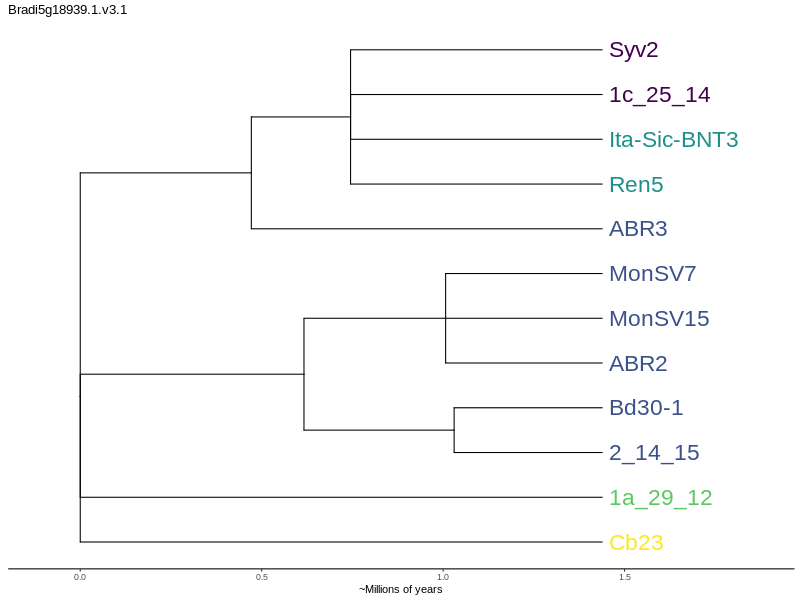 Bradi5g18939.1.v3.1
Syv2
1c_25_14
Ita-Sic-BNT3
Ren5
ABR3
MonSV7
MonSV15
ABR2
Bd30-1
2_14_15
1a_29_12
Cb23
0.0 0.5 1.0 1.5
~Millions of years